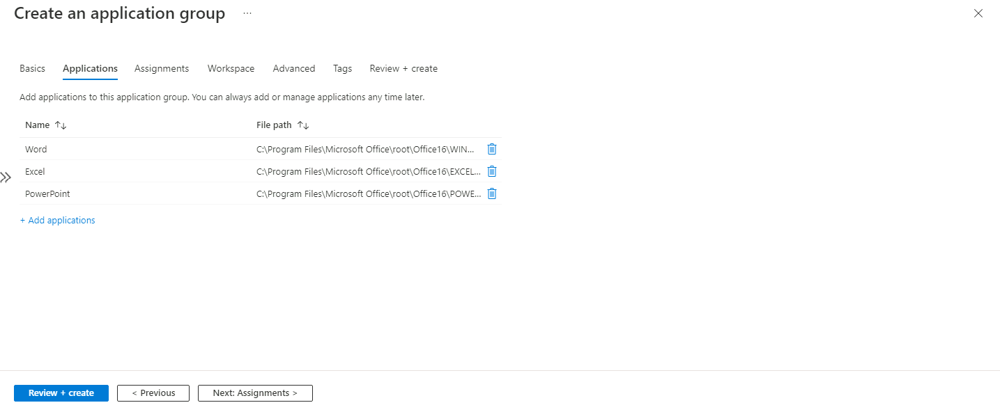 Create an application group ...
Basics Applications Assignments Workspace Advanced Tags Review + create
Add applications to this application group. You can always add or manage applications any time later.
Name ↑↓ File path ↑↓
Word C:\Program Files\Microsoft Office\root\Office16\WIN...
Excel C:\Program Files\Microsoft Office\root\Office16\EXCEL...
PowerPoint C:\Program Files\Microsoft Office\root\Office16\POWE...
+ Add applications
Review + create < Previous Next: Assignments >